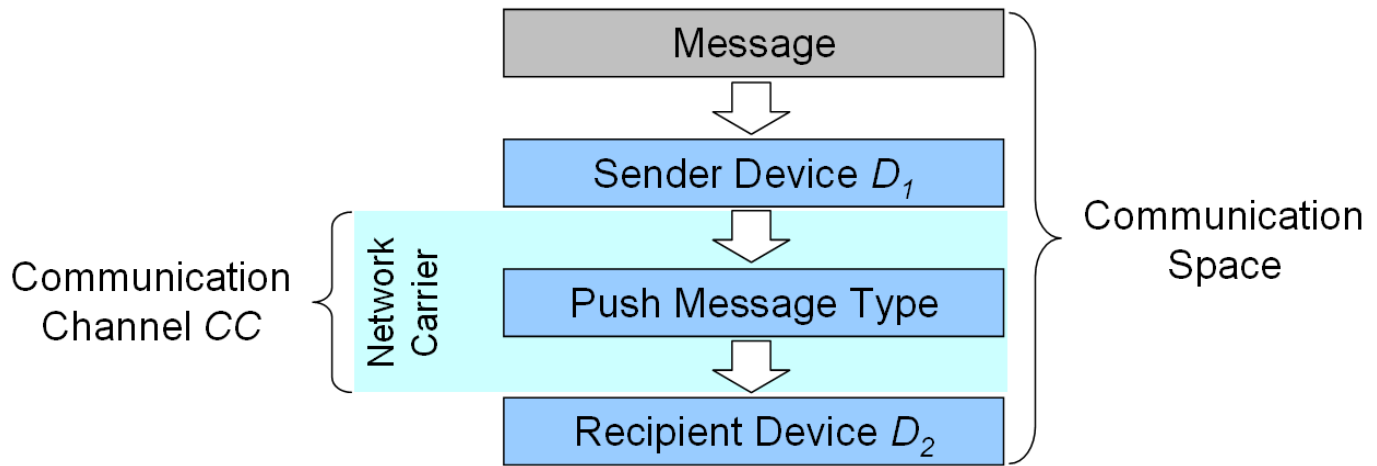 Message
Sender Device D1
Communication
Channel CC
Network
Carrier
Push Message Type
Communication
Space
Recipient Device D2